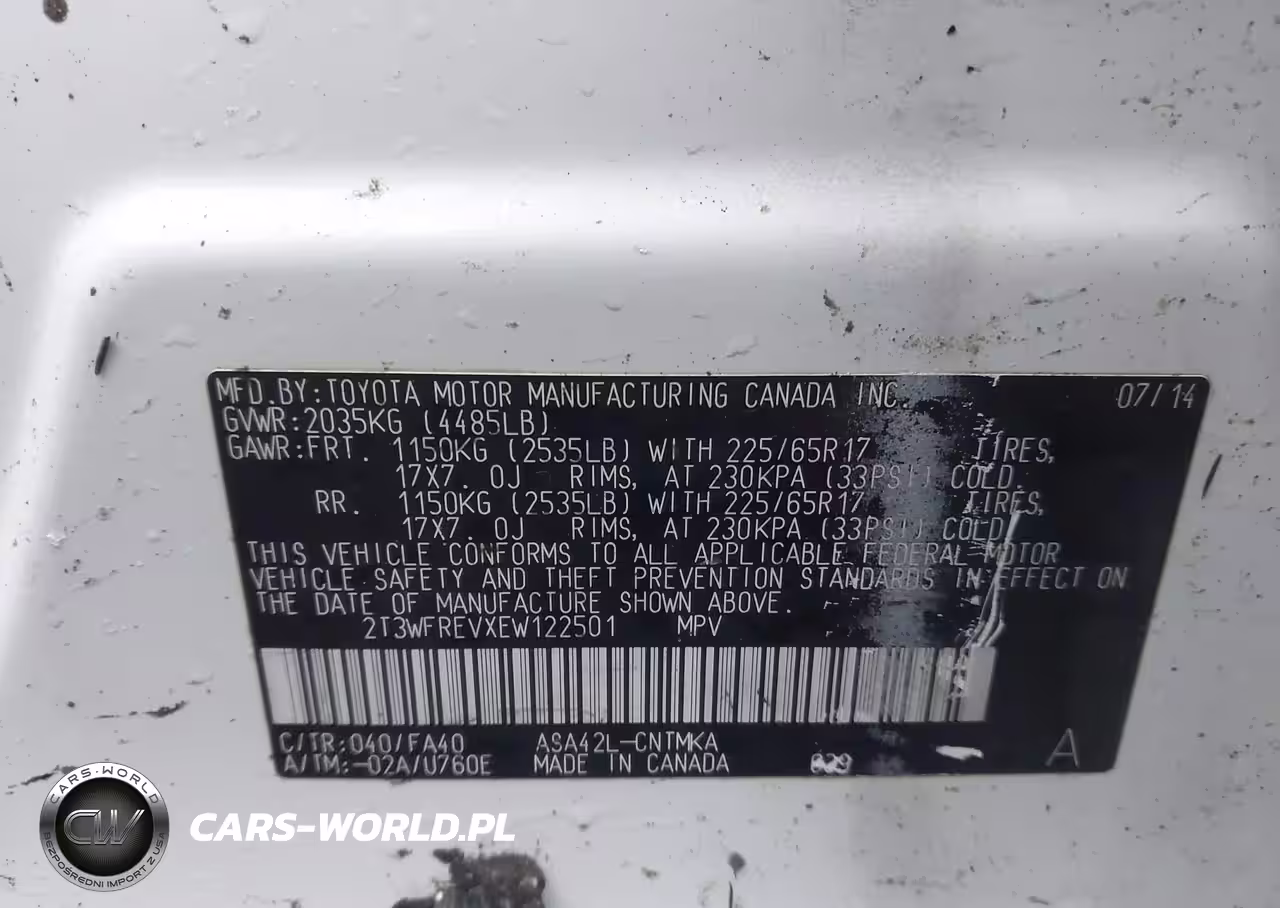 MFD.BY:TOYOTA MOTOR MANUFACTURING CANADA INC. 07/14
GVWR:2035KG (4485LB)
GAWR:FRT. 1150KG (2535LB) WITH 225/65R17 TIRES,
17X7. 0J RIMS, AT 230KPA (33PSI) COLD.
RR. 1150KG (2535LB) WITH 225/65R17 TIRES,
17X7. 0J RIMS, AT 230KPA (33PSI) COLD.
THIS VEHICLE CONFORMS TO ALL APPLICABLE FEDERAL MOTOR
VEHICLE SAFETY AND THEFT PREVENTION STANDARDS IN EFFECT ON
THE DATE OF MANUFACTURE SHOWN ABOVE.
2T3WFREVXEW122501 MPV
C/TR:040/FA40 ASA42L-CNTMKA
A/TM:-02A/U760E MADE IN CANADA 829 A
CARS-WORLD
CW
BEZPOŚREDNI IMPORT Z USA
CARS-WORLD.PL